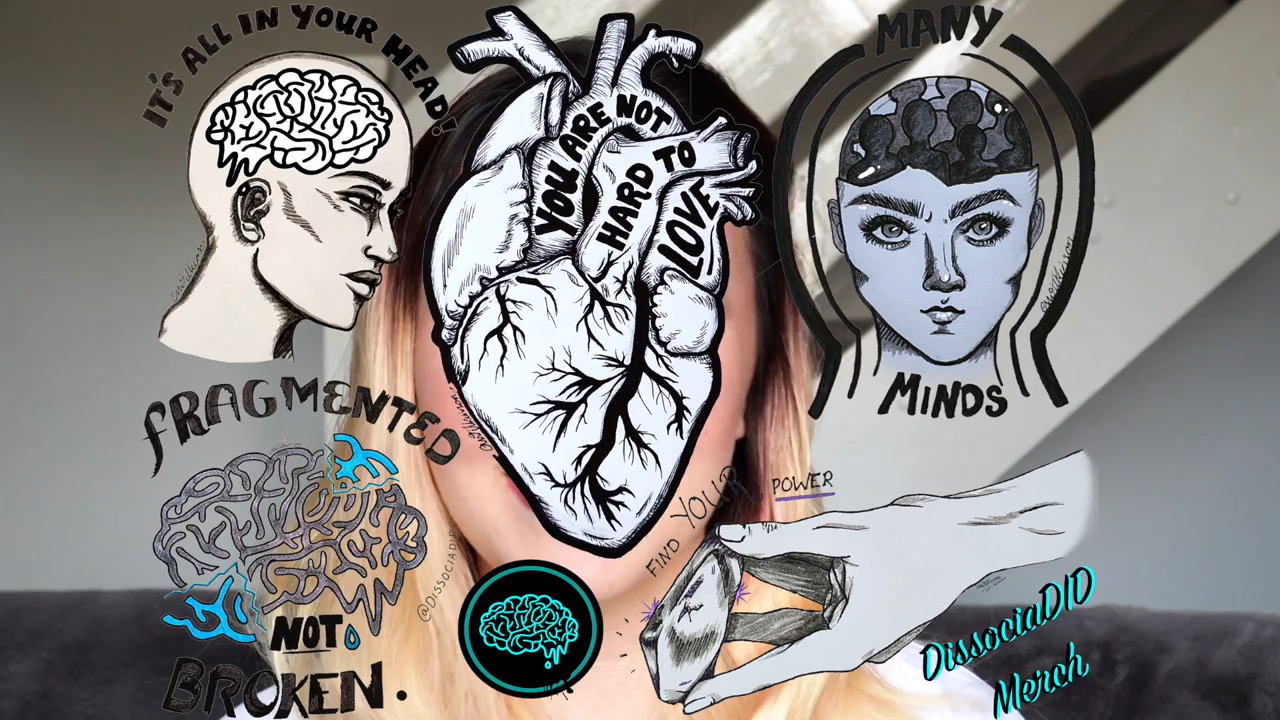 IT'S ALL IN YOUR HEAD!
YOU ARE NOT
HARD TO
LOVE
MANY
MINDS
FRAGMENTED
NOT
BROKEN.
@DISSOCIADID
FIND YOUR POWER
DissociaDID
Merch